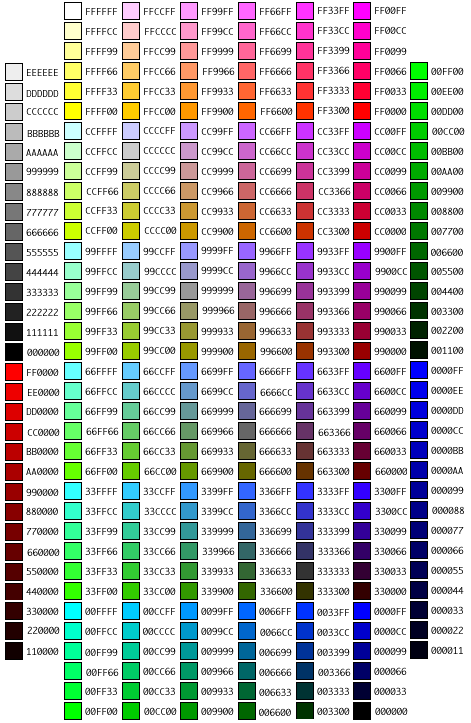 FFFFFF FFCCFF FF99FF FF66FF FF33FF FF00FF
FFFFCC FFCCCC FF99CC FF66CC FF33CC FF00CC
FFFF99 FFCC99 FF9999 FF6699 FF3399 FF0099
EEEEEE FFFF66 FFCC66 FF9966 FF6666 FF3366 FF0066 00FF00
DDDDDD FFFF33 FFCC33 FF9933 FF6633 FF3333 FF0033 00EE00
CCCCCC FFFF00 FFCC00 FF9900 FF6600 FF3300 FF0000 00DD00
BBBBBB CCFFFF CCCCFF CC99FF CC66FF CC33FF CC00FF 00CC00
AAAAAA CCFFCC CCCCCC CC99CC CC66CC CC33CC CC00CC 00BB00
999999 CCFF99 CCCC99 CC9999 CC6699 CC3399 CC0099 00AA00
888888 CCFF66 CCCC66 CC9966 CC6666 CC3366 CC0066 009900
777777 CCFF33 CCCC33 CC9933 CC6633 CC3333 CC0033 008800
666666 CCFF00 CCCC00 CC9900 CC6600 CC3300 CC0000 007700
555555 99FFFF 99CCFF 9999FF 9966FF 9933FF 9900FF 006600
444444 99FFCC 99CCCC 9999CC 9966CC 9933CC 9900CC 005500
333333 99FF99 99CC99 999999 996699 993399 990099 004400
222222 99FF66 99CC66 999966 996666 993366 990066 003300
111111 99FF33 99CC33 999933 996633 993333 990033 002200
000000 99FF00 99CC00 999900 996600 993300 990000 001100
FF0000 66FFFF 66CCFF 6699FF 6666FF 6633FF 6600FF 0000FF
EE0000 66FFCC 66CCCC 6699CC 6666CC 6633CC 6600CC 0000EE
DD0000 66FF99 66CC99 669999 666699 663399 660099 0000DD
CC0000 66FF66 66CC66 669966 666666 663366 660066 0000CC
BB0000 66FF33 66CC33 669933 666633 663333 660033 0000BB
AA0000 66FF00 66CC00 669900 666600 663300 660000 0000AA
990000 33FFFF 33CCFF 3399FF 3366FF 3333FF 3300FF 000099
880000 33FFCC 33CCCC 3399CC 3366CC 3333CC 3300CC 000088
770000 33FF99 33CC99 339999 336699 333399 330099 000077
660000 33FF66 33CC66 339966 336666 333366 330066 000066
550000 33FF33 33CC33 339933 336633 333333 330033 000055
440000 33FF00 33CC00 339900 336600 333300 330000 000044
330000 00FFFF 00CCFF 0099FF 0066FF 0033FF 0000FF 000033
220000 00FFCC 00CCCC 0099CC 0066CC 0033CC 0000CC 000022
110000 00FF99 00CC99 009999 006699 003399 000099 000011
00FF66 00CC66 009966 006666 003366 000066
00FF33 00CC33 009933 006633 003333 000033
00FF00 00CC00 009900 006600 003300 000000